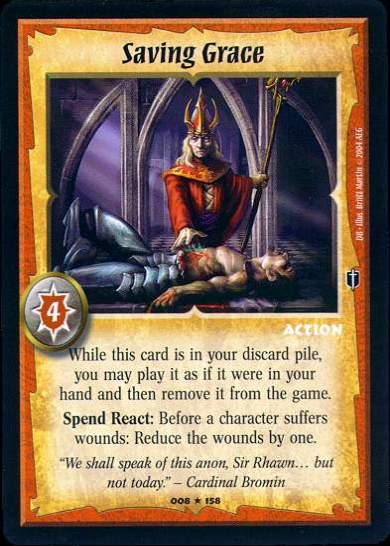 Saving Grace
DB • Illus. Britt Martin © 2004 AEG
4
ACTION
While this card is in your discard pile,
you may play it as if it were in your
hand and then remove it from the game.
Spend React: Before a character suffers
wounds: Reduce the wounds by one.
"We shall speak of this anon, Sir Rhawn... but
not today." – Cardinal Bromin
008 ★ 158